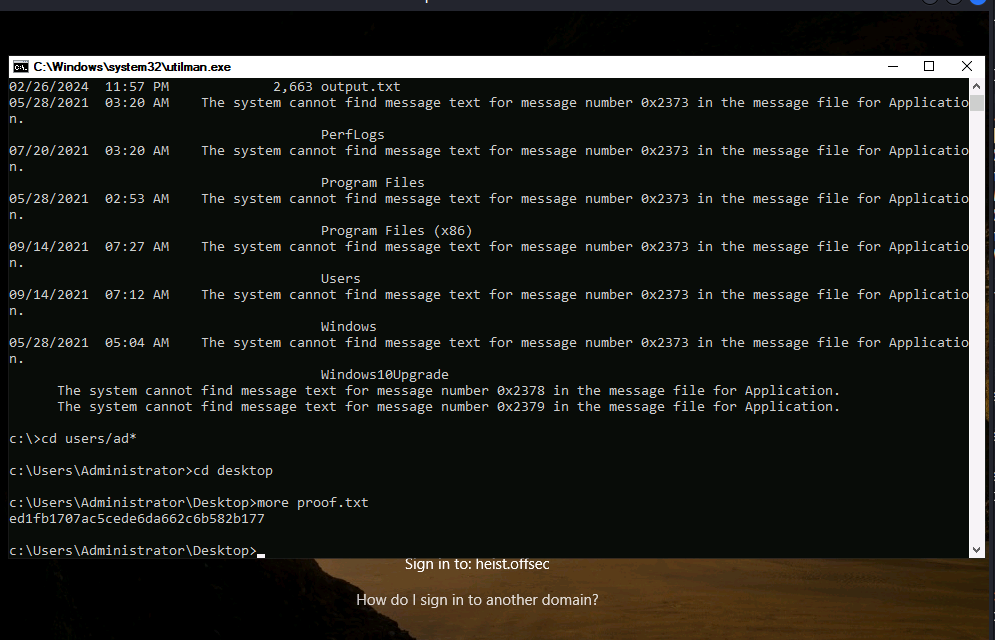 C:\Windows\system32\utilman.exe
02/26/2024  11:57 PM             2,663 output.txt
05/28/2021  03:20 AM    The system cannot find message text for message number 0x2373 in the message file for Applicatio
n.
                                       PerfLogs
07/20/2021  03:20 AM    The system cannot find message text for message number 0x2373 in the message file for Applicatio
n.
                                       Program Files
05/28/2021  02:53 AM    The system cannot find message text for message number 0x2373 in the message file for Applicatio
n.
                                       Program Files (x86)
09/14/2021  07:27 AM    The system cannot find message text for message number 0x2373 in the message file for Applicatio
n.
                                       Users
09/14/2021  07:12 AM    The system cannot find message text for message number 0x2373 in the message file for Applicatio
n.
                                       Windows
05/28/2021  05:04 AM    The system cannot find message text for message number 0x2373 in the message file for Applicatio
n.
                                       Windows10Upgrade
      The system cannot find message text for message number 0x2378 in the message file for Application.
      The system cannot find message text for message number 0x2379 in the message file for Application.
c:\>cd users/ad*
c:\Users\Administrator>cd desktop
c:\Users\Administrator\Desktop>more proof.txt
ed1fb1707ac5cede6da662c6b582b177
c:\Users\Administrator\Desktop>
Sign in to: heist.offsec
How do I sign in to another domain?